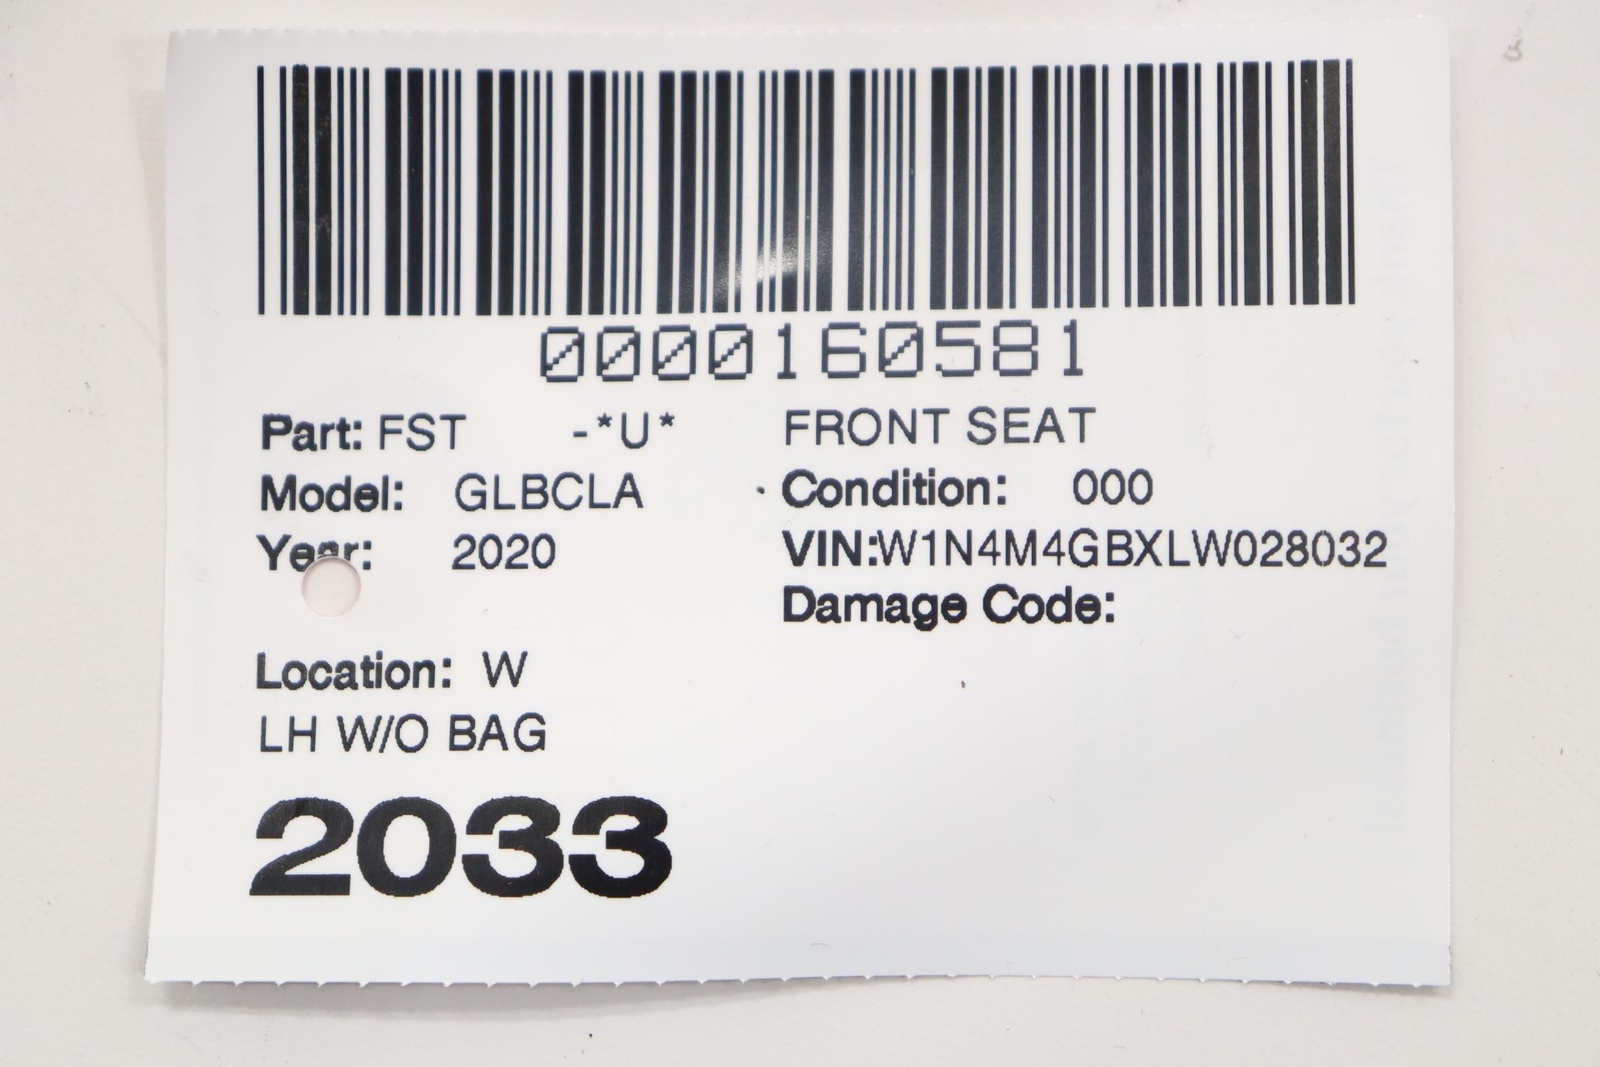 0000160581
Part: FST -*U* FRONT SEAT
Model: GLBCLA Condition: 000
Year: 2020 VIN:W1N4M4GBXLW028032
Damage Code:
Location: W
LH W/O BAG
2033